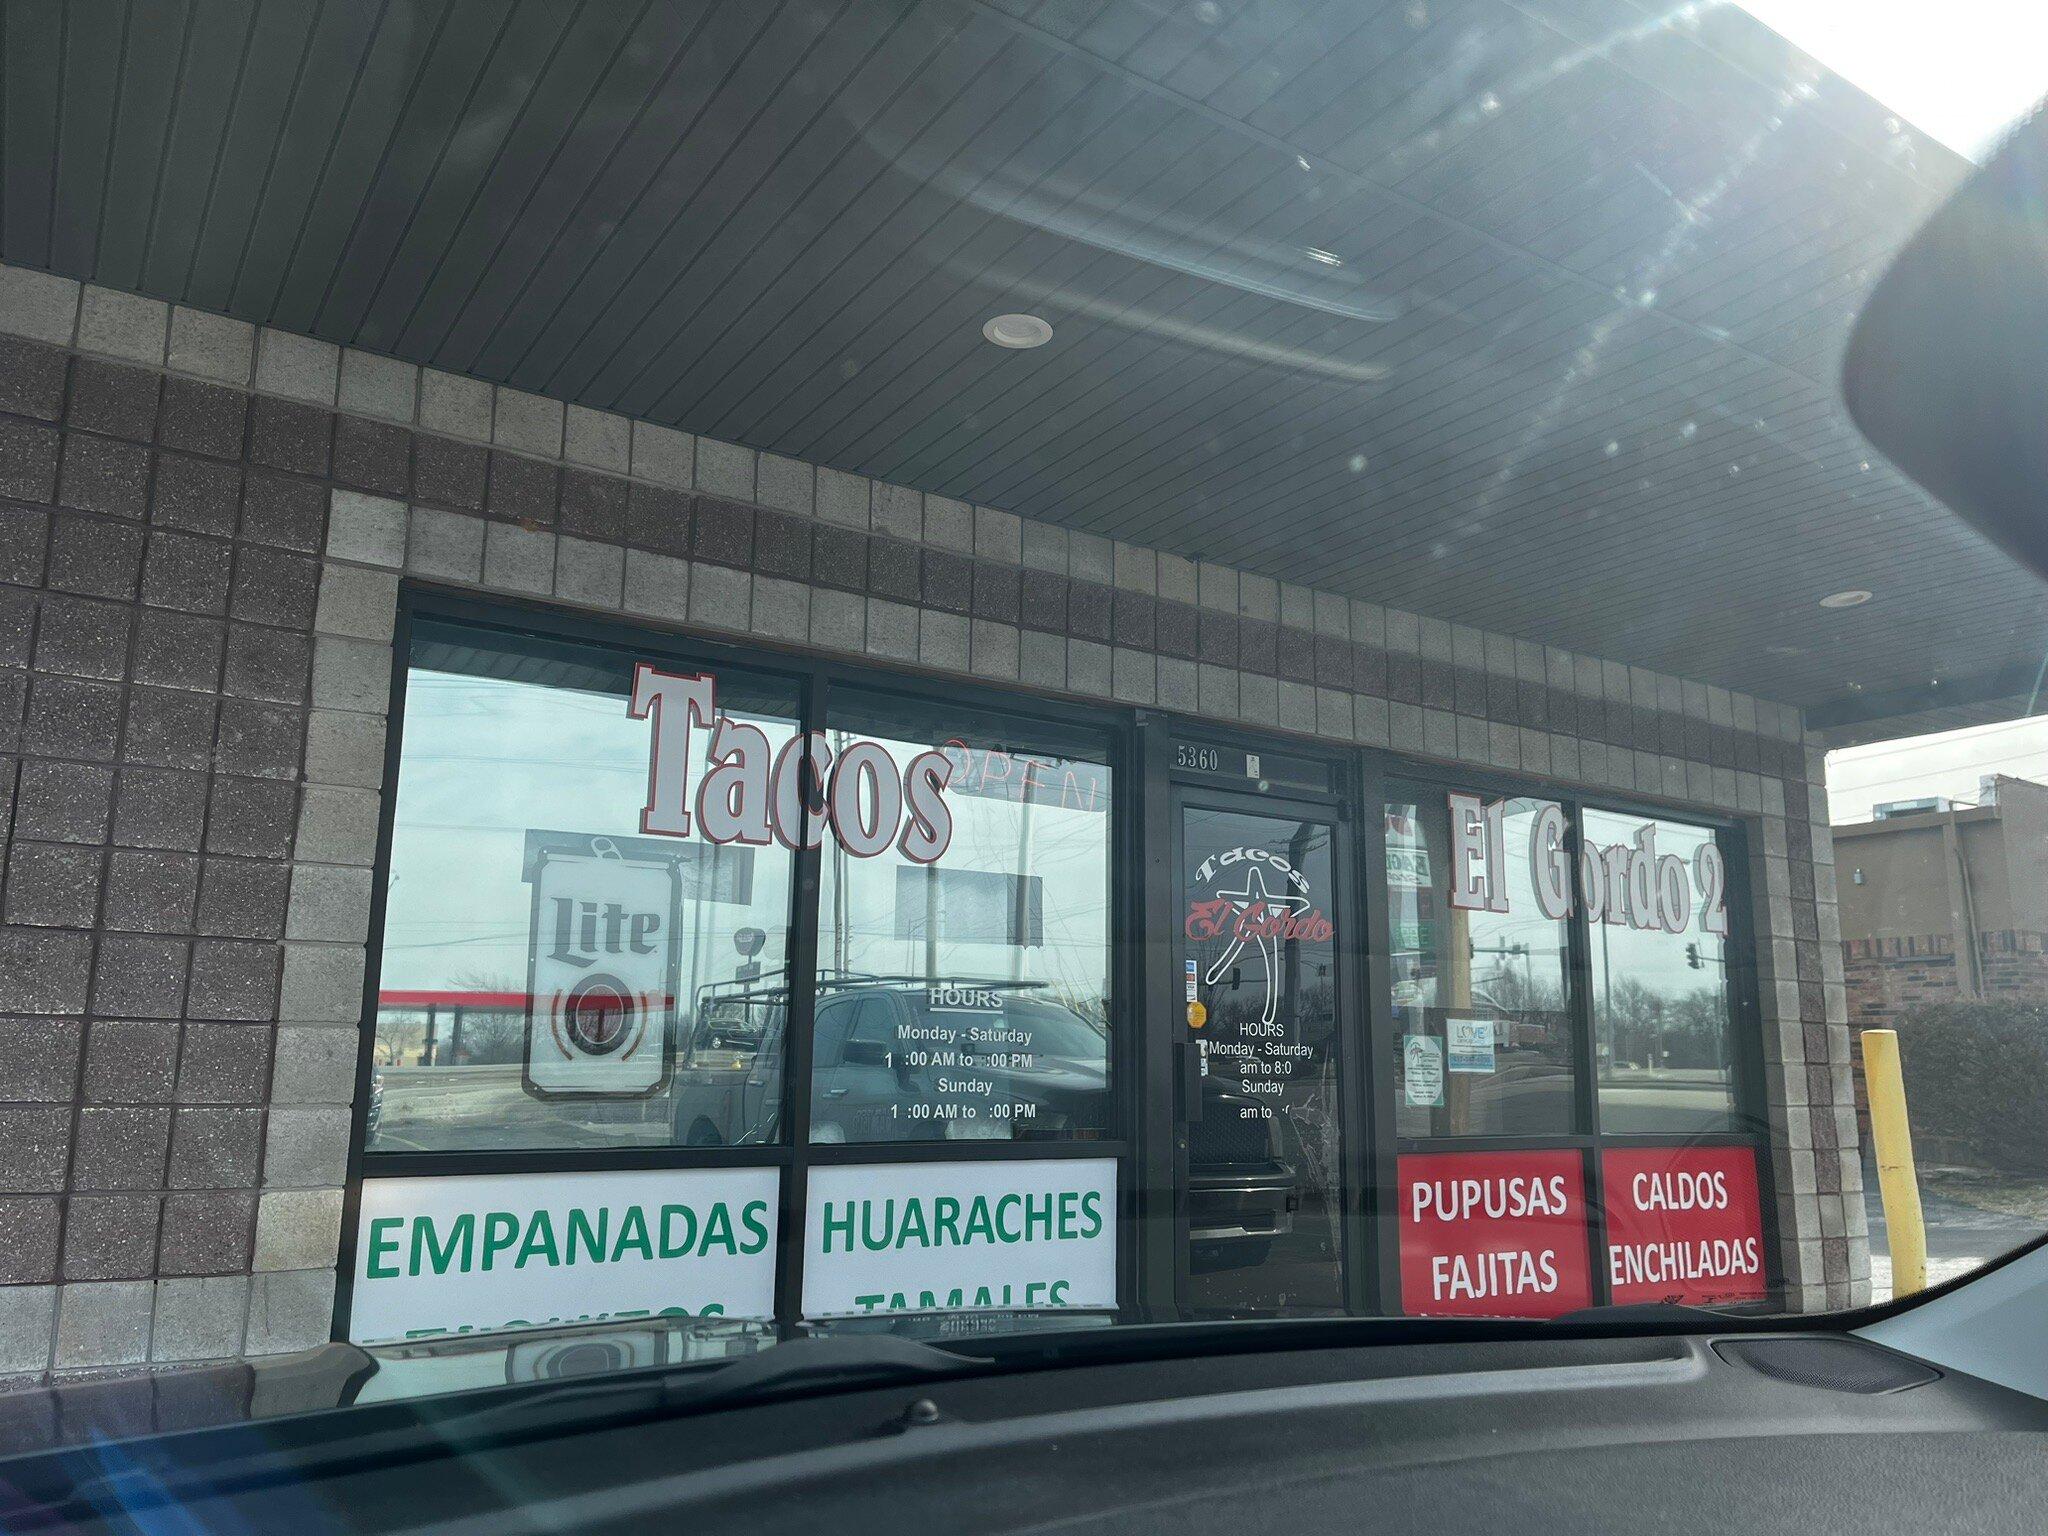 Tacos
OPEN
Lite
HOURS
Monday - Saturday
1 :00 AM to :00 PM
Sunday
1 :00 AM to :00 PM
EMPANADAS
HUARACHES
TAMALES
5360
Tacos
El Gordo
HOURS
Monday - Saturday
am to 8:0
Sunday
am to
El Gordo 2
LOVE
PUPUSAS
FAJITAS
CALDOS
ENCHILADAS